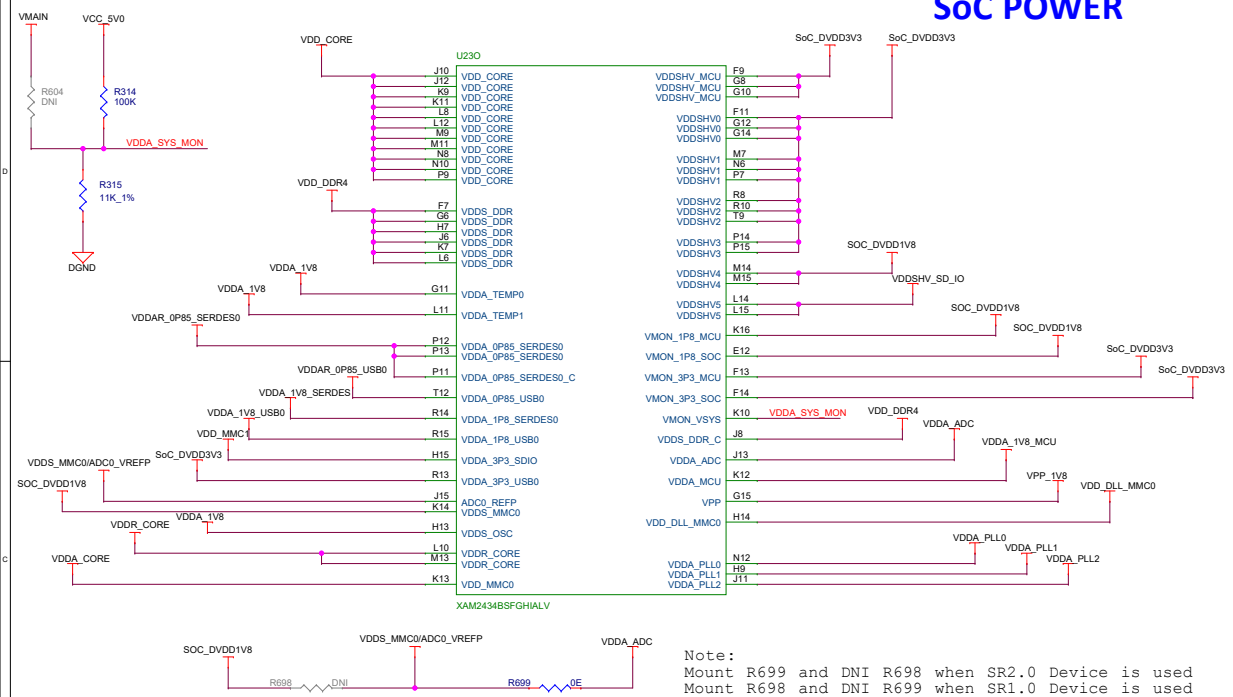 SoC POWER
VMAIN
VCC_5V0
R604
DNI
R314
100K
VDDA_SYS_MON
R315
11K_1%
DGND
D
C
U23O
VDD_CORE
J10 VDD_CORE
J12 VDD_CORE
K9 VDD_CORE
K11 VDD_CORE
L8 VDD_CORE
L12 VDD_CORE
M9 VDD_CORE
M11 VDD_CORE
N8 VDD_CORE
N10 VDD_CORE
P9 VDD_CORE
VDD_DDR4
F7 VDDS_DDR
G6 VDDS_DDR
H7 VDDS_DDR
J6 VDDS_DDR
K7 VDDS_DDR
L6 VDDS_DDR
VDDA_1V8
G11 VDDA_TEMP0
VDDA_1V8
L11 VDDA_TEMP1
VDDAR_0P85_SERDES0
P12 VDDA_0P85_SERDES0
P13 VDDA_0P85_SERDES0
P11 VDDA_0P85_SERDES0_C
VDDAR_0P85_USB0
T12 VDDA_0P85_USB0
VDDA_1V8_SERDES
R14 VDDA_1P8_SERDES0
VDDA_1V8_USB0
R15 VDDA_1P8_USB0
VDD_MMC1
H15 VDDA_3P3_SDIO
SoC_DVDD3V3
R13 VDDA_3P3_USB0
VDDS_MMC0/ADC0_VREFP
J15 ADC0_REFP
SOC_DVDD1V8
K14 VDDS_MMC0
VDDA_1V8
H13 VDDS_OSC
VDDR_CORE
L10 VDDR_CORE
M13 VDDR_CORE
VDDA_CORE
K13 VDD_MMC0
XAM2434BSFGHIALV
SoC_DVDD3V3
SoC_DVDD3V3
VDDSHV_MCU F9
VDDSHV_MCU G8
VDDSHV_MCU G10
VDDSHV0 F11
VDDSHV0 G12
VDDSHV0 G14
VDDSHV1 M7
VDDSHV1 N6
VDDSHV1 P7
VDDSHV2 R8
VDDSHV2 R10
VDDSHV2 T9
VDDSHV3 P14
VDDSHV3 P15
SOC_DVDD1V8
VDDSHV4 M14
VDDSHV4 M15
VDDSHV_SD_IO
VDDSHV5 L14
VDDSHV5 L15
SOC_DVDD1V8
VMON_1P8_MCU K16
SOC_DVDD1V8
VMON_1P8_SOC E12
SoC_DVDD3V3
VMON_3P3_MCU F13
SoC_DVDD3V3
VMON_3P3_SOC F14
VMON_VSYS K10 VDDA_SYS_MON
VDD_DDR4
VDDS_DDR_C J8
VDDA_ADC
VDDA_ADC J13
VDDA_1V8_MCU
VDDA_MCU K12
VPP_1V8
VPP G15
VDD_DLL_MMC0
VDD_DLL_MMC0 H14
VDDA_PLL0
VDDA_PLL0 N12
VDDA_PLL1
VDDA_PLL1 H9
VDDA_PLL2
VDDA_PLL2 J11
SOC_DVDD1V8
VDDS_MMC0/ADC0_VREFP
VDDA_ADC
R698 DNI
R699 0E
Note:
Mount R699 and DNI R698 when SR2.0 Device is used
Mount R698 and DNI R699 when SR1.0 Device is used